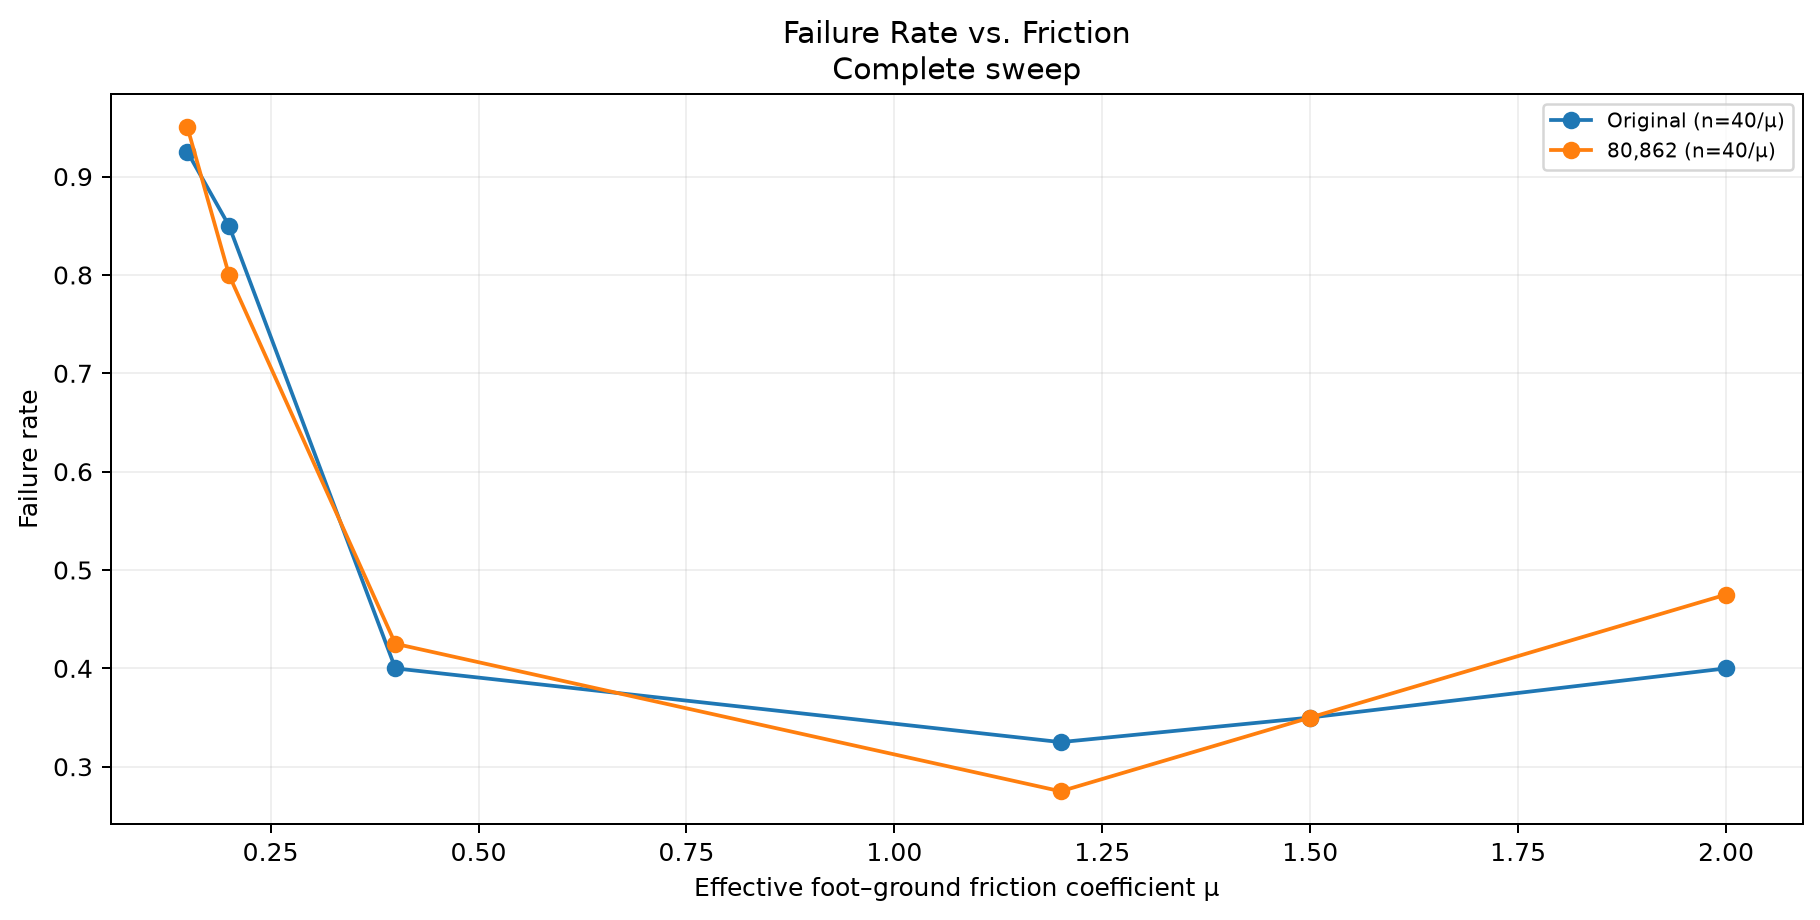 Failure Rate vs. Friction
Complete sweep
Original (n=40/μ)
80,862 (n=40/μ)
Failure rate
0.9
0.8
0.7
0.6
0.5
0.4
0.3
0.25
0.50
0.75
1.00
1.25
1.50
1.75
2.00
Effective foot–ground friction coefficient μ